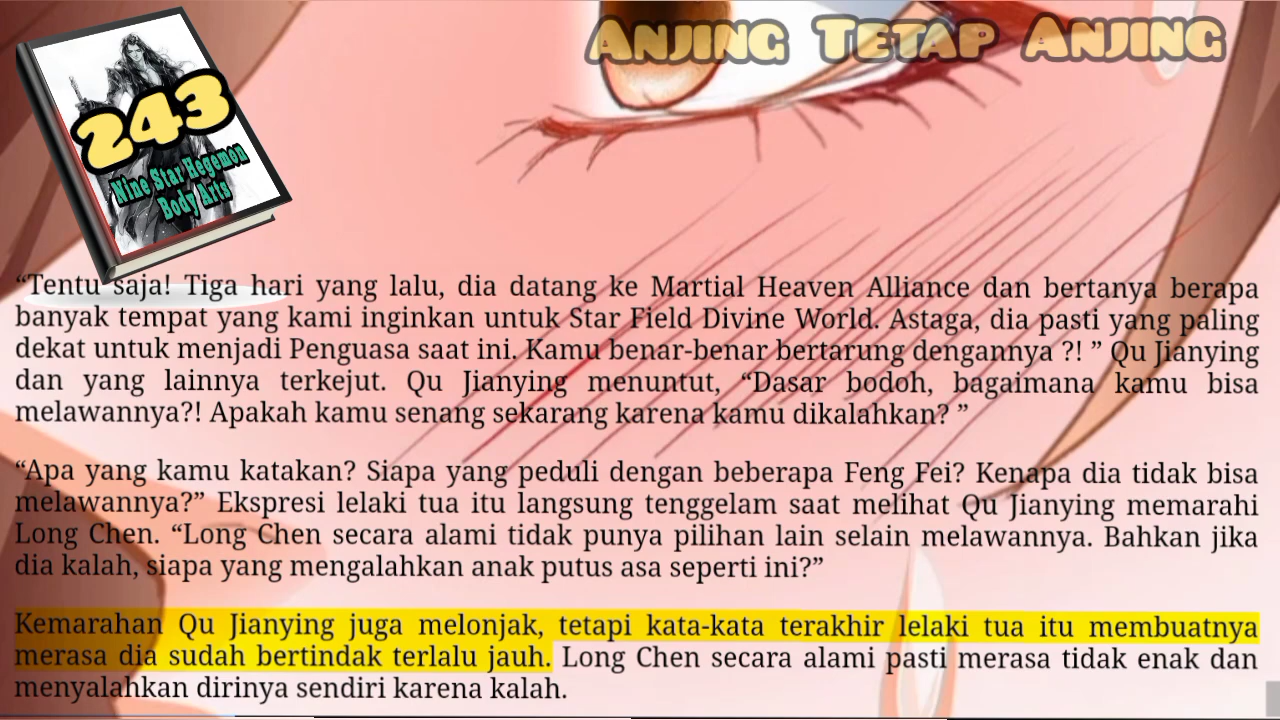 Anjing Tetap Anjing
243
Nine Star Hegemon
Body Arts
“Tentu saja! Tiga hari yang lalu, dia datang ke Martial Heaven Alliance dan bertanya berapa
banyak tempat yang kami inginkan untuk Star Field Divine World. Astaga, dia pasti yang paling
dekat untuk menjadi Penguasa saat ini. Kamu benar-benar bertarung dengannya ?! ” Qu Jianying
dan yang lainnya terkejut. Qu Jianying menuntut, “Dasar bodoh, bagaimana kamu bisa
melawannya?! Apakah kamu senang sekarang karena kamu dikalahkan? ”
“Apa yang kamu katakan? Siapa yang peduli dengan beberapa Feng Fei? Kenapa dia tidak bisa
melawannya?” Ekspresi lelaki tua itu langsung tenggelam saat melihat Qu Jianying memarahi
Long Chen. “Long Chen secara alami tidak punya pilihan lain selain melawannya. Bahkan jika
dia kalah, siapa yang mengalahkan anak putus asa seperti ini?”
Kemarahan Qu Jianying juga melonjak, tetapi kata-kata terakhir lelaki tua itu membuatnya
merasa dia sudah bertindak terlalu jauh. Long Chen secara alami pasti merasa tidak enak dan
menyalahkan dirinya sendiri karena kalah.